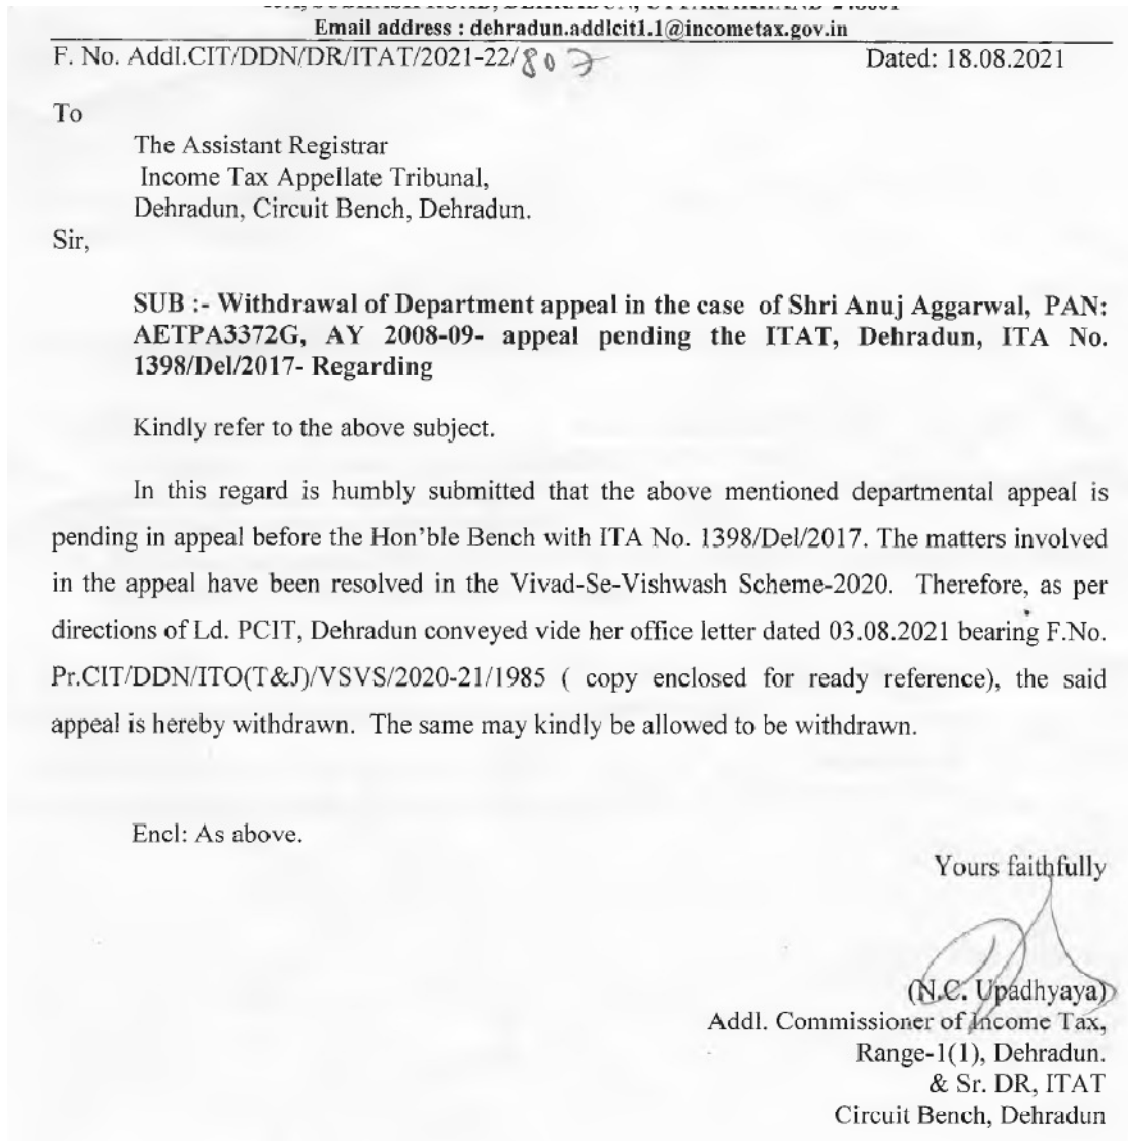 Email address : dehradun.addlcit1.1@incometax.gov.in
F. No. Addl.CIT/DDN/DR/ITAT/2021-22/807
Dated: 18.08.2021
To
The Assistant Registrar
Income Tax Appellate Tribunal,
Dehradun, Circuit Bench, Dehradun.
Sir,
SUB :- Withdrawal of Department appeal in the case of Shri Anuj Aggarwal, PAN:
AETPA3372G, AY 2008-09- appeal pending the ITAT, Dehradun, ITA No.
1398/Del/2017- Regarding
Kindly refer to the above subject.
In this regard is humbly submitted that the above mentioned departmental appeal is
pending in appeal before the Hon'ble Bench with ITA No. 1398/Del/2017. The matters involved
in the appeal have been resolved in the Vivad-Se-Vishwash Scheme-2020. Therefore, as per
directions of Ld. PCIT, Dehradun conveyed vide her office letter dated 03.08.2021 bearing F.No.
Pr.CIT/DDN/ITO(T&J)/VSVS/2020-21/1985 ( copy enclosed for ready reference), the said
appeal is hereby withdrawn. The same may kindly be allowed to be withdrawn.
Encl: As above.
Yours faithfully
(N.C. Upadhyaya)
Addl. Commissioner of Income Tax,
Range-1(1), Dehradun.
& Sr. DR, ITAT
Circuit Bench, Dehradun